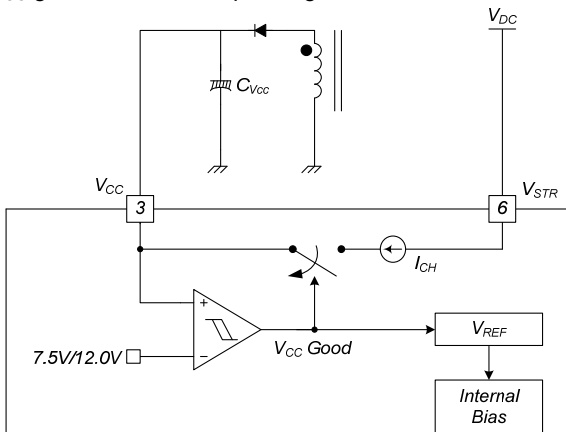 V_DC
C_Vcc
V_CC
3
6
V_STR
I_CH
+
7.5V/12.0V
−
V_CC Good
V_REF
Internal
Bias